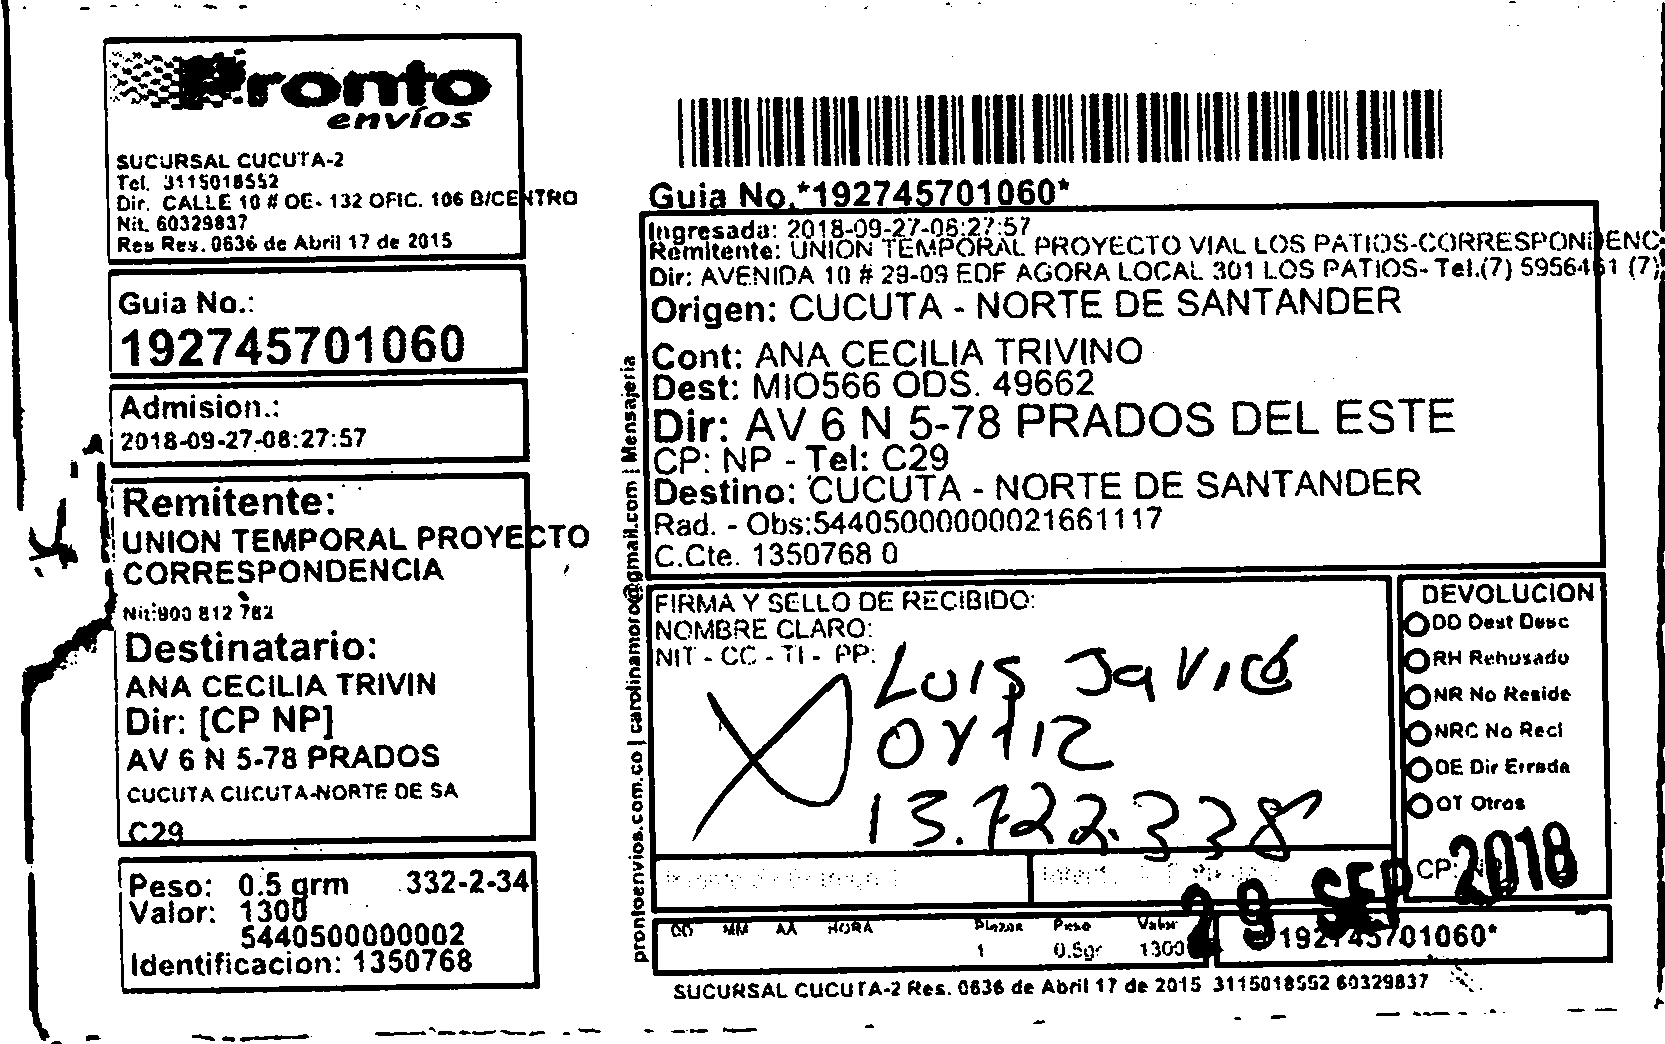 Pronto
envíos
SUCURSAL CUCUTA-2
Tel. 3115018552
Dir. CALLE 10 # OE- 132 OFIC. 106 B/CENTRO
Nit. 60329837
Res Res. 0636 de Abril 17 de 2015
Guia No.:
192745701060
Admision.:
2018-09-27-08:27:57
Remitente:
UNION TEMPORAL PROYECTO
CORRESPONDENCIA
Nit:900 812 782
Destinatario:
ANA CECILIA TRIVIN
Dir: [CP NP]
AV 6 N 5-78 PRADOS
CUCUTA CUCUTA-NORTE DE SA
C29
Peso: 0.5 grm 332-2-34
Valor: 1300
5440500000002
Identificacion: 1350768
prontoenvios.com.co | carolinamoro@gmail.com | Mensajeria
Guia No.*192745701060*
Ingresada: 2018-09-27-08:27:57
Remitente: UNION TEMPORAL PROYECTO VIAL LOS PATIOS-CORRESPONDENC
Dir: AVENIDA 10 # 29-09 EDF AGORA LOCAL 301 LOS PATIOS- Tel.(7) 5956461 (7)
Origen: CUCUTA - NORTE DE SANTANDER
Cont: ANA CECILIA TRIVINO
Dest: MIO566 ODS. 49662
Dir: AV 6 N 5-78 PRADOS DEL ESTE
CP: NP - Tel: C29
Destino: CUCUTA - NORTE DE SANTANDER
Rad. - Obs:544050000000021661117
C.Cte. 1350768 0
FIRMA Y SELLO DE RECIBIDO:
NOMBRE CLARO:
NIT - CC - TI - PP:
Luis Javie
Ortiz
13.722.338
DEVOLUCION
DD Dest Desc
RH Rehusado
NR No Reside
NRC No Reci
DE Dir Errada
OT Otros
CP: N
29 SEP 2018
DD MM AA HORA Piezas Peso Valor
1 0.5gr 1300
*192745701060*
SUCURSAL CUCUTA-2 Res. 0636 de Abril 17 de 2015 3115018552 60329837